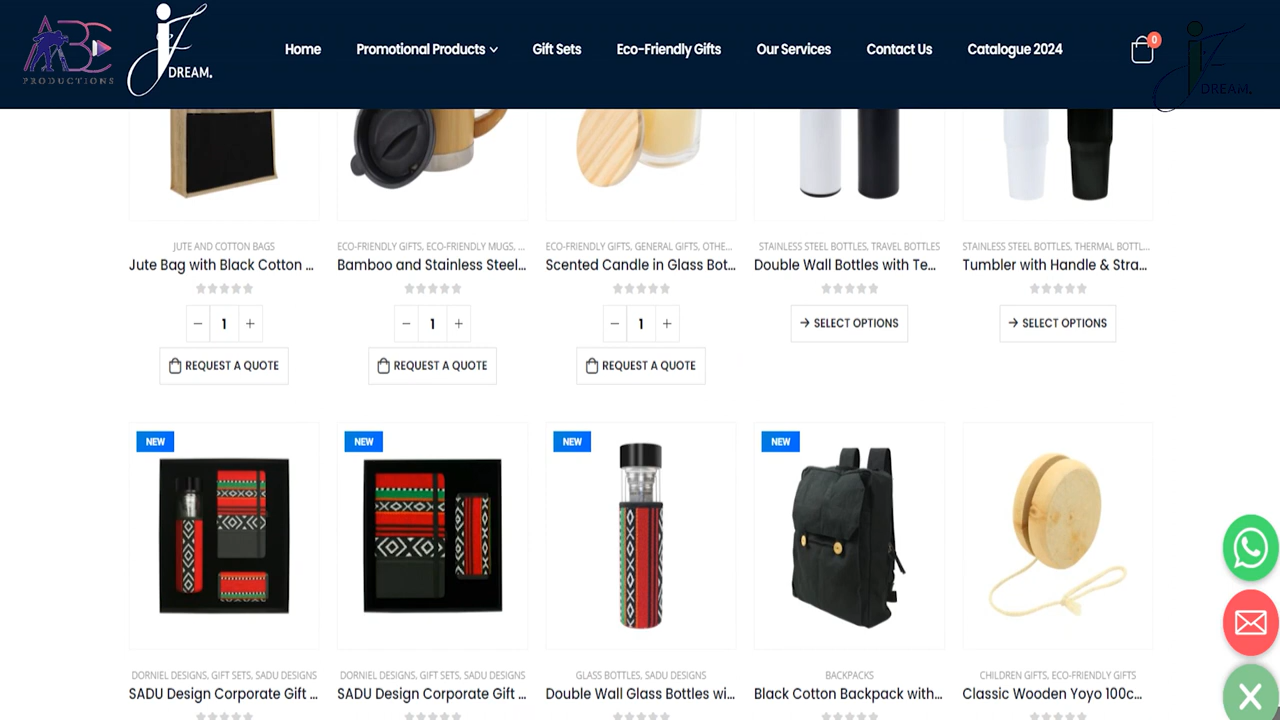 ABC
PRODUCTIONS
DREAM.
Home
Promotional Products
Gift Sets
Eco-Friendly Gifts
Our Services
Contact Us
Catalogue 2024
0
DREAM.
JUTE AND COTTON BAGS
ECO-FRIENDLY GIFTS, ECO-FRIENDLY MUGS, ...
ECO-FRIENDLY GIFTS, GENERAL GIFTS, OTHE...
STAINLESS STEEL BOTTLES, TRAVEL BOTTLES
STAINLESS STEEL BOTTLES, THERMAL BOTTL...
Jute Bag with Black Cotton ...
Bamboo and Stainless Steel...
Scented Candle in Glass Bot...
Double Wall Bottles with Te...
Tumbler with Handle & Stra...
− 1 +
− 1 +
− 1 +
SELECT OPTIONS
SELECT OPTIONS
REQUEST A QUOTE
REQUEST A QUOTE
REQUEST A QUOTE
NEW
NEW
NEW
NEW
DORNIEL DESIGNS, GIFT SETS, SADU DESIGNS
DORNIEL DESIGNS, GIFT SETS, SADU DESIGNS
GLASS BOTTLES, SADU DESIGNS
BACKPACKS
CHILDREN GIFTS, ECO-FRIENDLY GIFTS
SADU Design Corporate Gift ...
SADU Design Corporate Gift ...
Double Wall Glass Bottles wi...
Black Cotton Backpack with...
Classic Wooden Yoyo 100c...